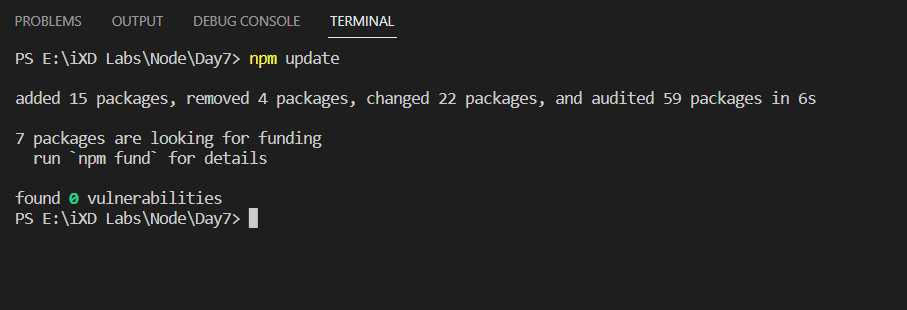 PROBLEMS OUTPUT DEBUG CONSOLE TERMINAL
PS E:\iXD Labs\Node\Day7> npm update
added 15 packages, removed 4 packages, changed 22 packages, and audited 59 packages in 6s
7 packages are looking for funding
  run `npm fund` for details
found 0 vulnerabilities
PS E:\iXD Labs\Node\Day7>